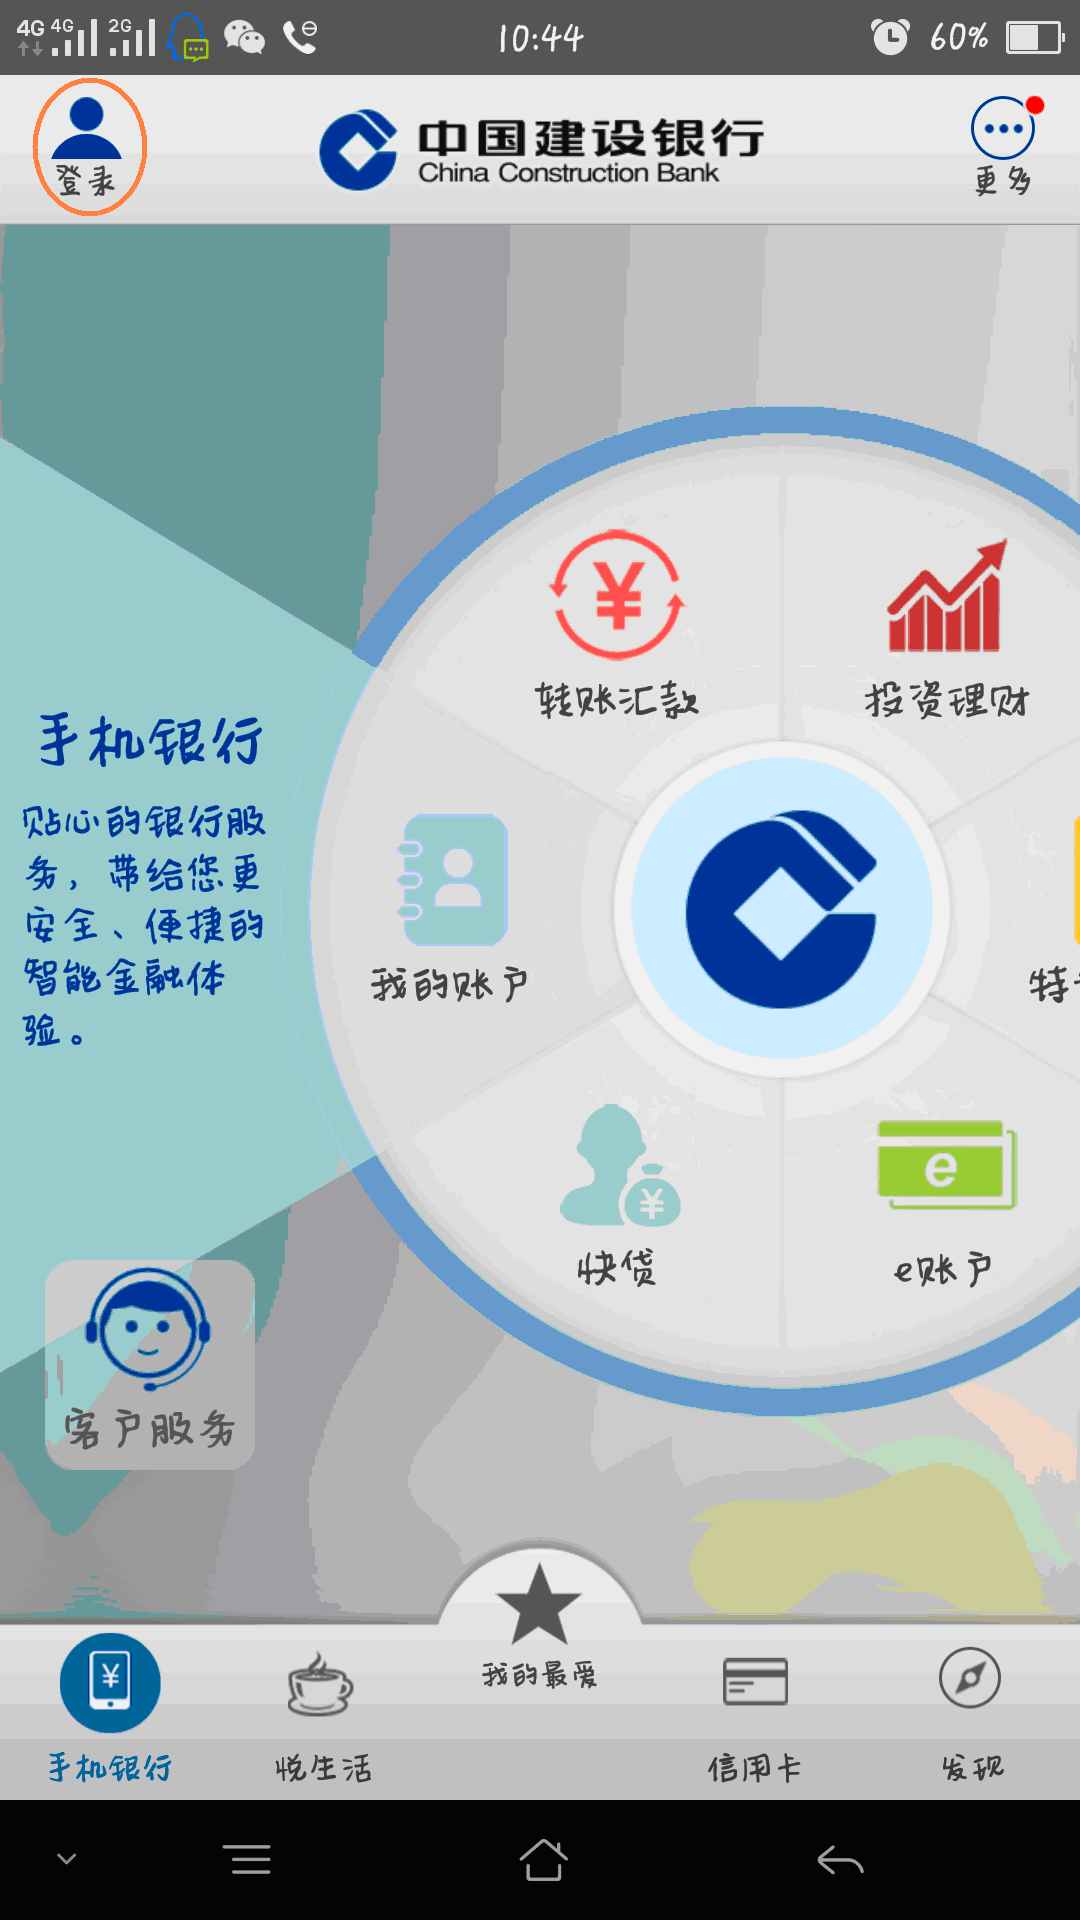 4G 4G 2G 10:44 60%
登录
中国建设银行
China Construction Bank
更多
转账汇款
投资理财
手机银行
贴心的银行服
务，带给您更
安全、便捷的
智能金融体
验。
我的账户
特
快贷
e
e账户
客户服务
我的最爱
手机银行
悦生活
信用卡
发现